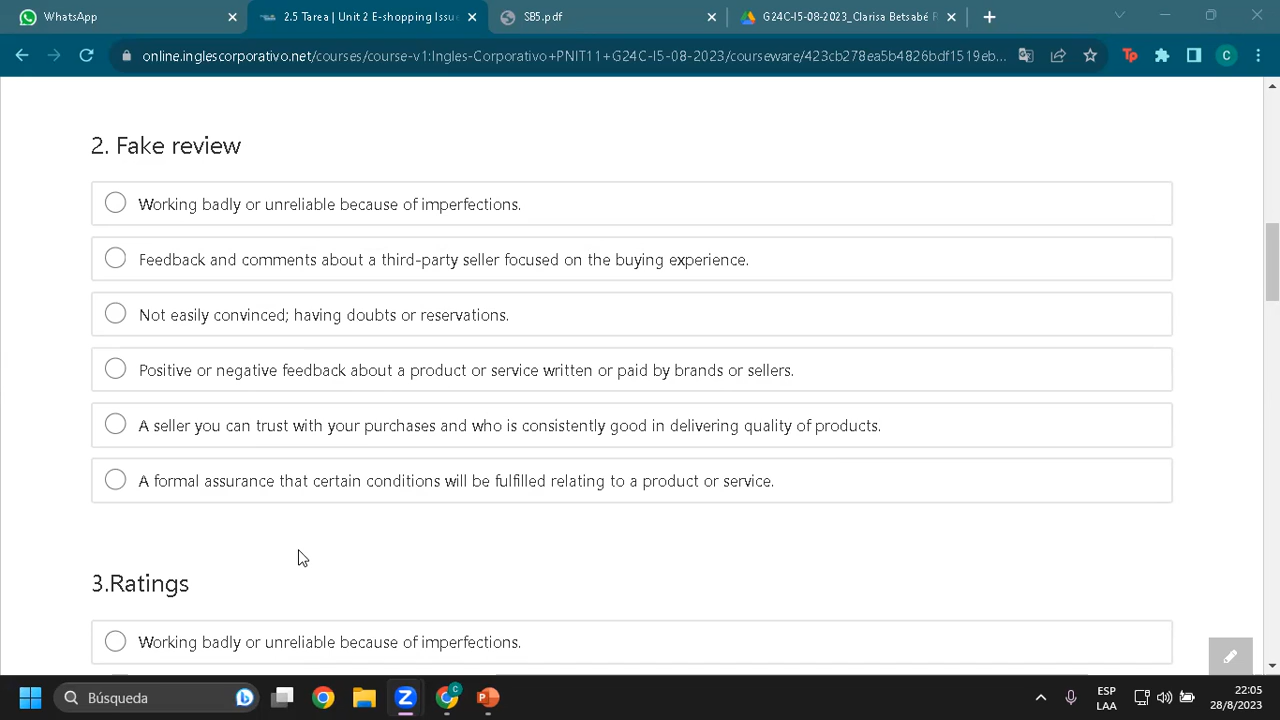 WhatsApp
2.5 Tarea | Unit 2 E-shopping Issu
SB5.pdf
G24C-I5-08-2023_Clarisa Betsabé R
online.inglescorporativo.net/courses/course-v1:Ingles-Corporativo+PNIT11+G24C-I5-08-2023/courseware/423cb278ea5b4826bdf1519eb...
Tp
C
2. Fake review
Working badly or unreliable because of imperfections.
Feedback and comments about a third-party seller focused on the buying experience.
Not easily convinced; having doubts or reservations.
Positive or negative feedback about a product or service written or paid by brands or sellers.
A seller you can trust with your purchases and who is consistently good in delivering quality of products.
A formal assurance that certain conditions will be fulfilled relating to a product or service.
3.Ratings
Working badly or unreliable because of imperfections.
Búsqueda
ESP
LAA
22:05
28/8/2023